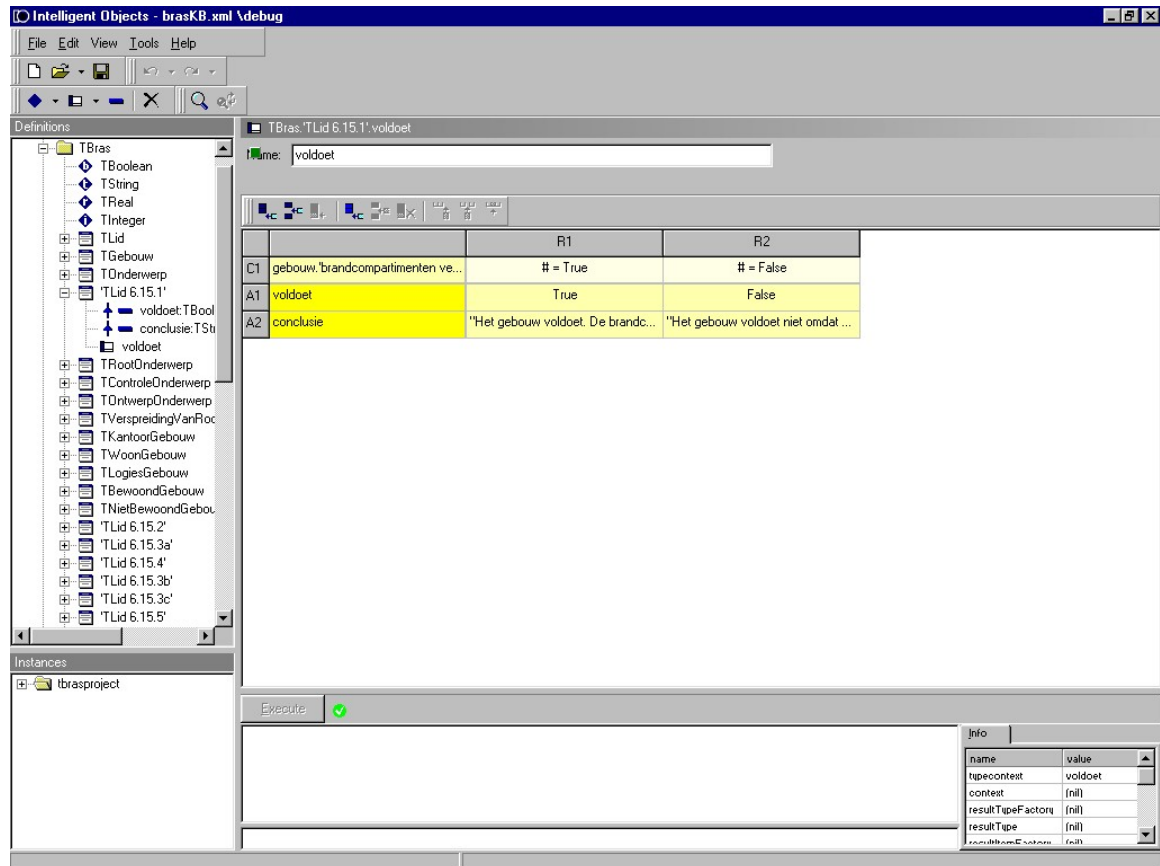 Intelligent Objects - brasKB.xml \debug
File Edit View Tools Help
Definitions
TBras
TBoolean
TString
TReal
TInteger
TLid
TGebouw
TOnderwerp
'TLid 6.15.1'
voldoet:TBool
conclusie:TStr
voldoet
TRootOnderwerp
TControleOnderwerp
TOntwerpOnderwerp
TVerspreidingVanRoo
TKantoorGebouw
TWoonGebouw
TLogiesGebouw
TBewoondGebouw
TNietBewoondGebou
'TLid 6.15.2'
'TLid 6.15.3a'
'TLid 6.15.4'
'TLid 6.15.3b'
'TLid 6.15.3c'
'TLid 6.15.5'
Instances
tbrasproject
TBras.'TLid 6.15.1'.voldoet
voldoet
R1 R2
C1 gebouw.'brandcompartimenten ve... # = True # = False
A1 voldoet True False
A2 conclusie "Het gebouw voldoet. De brandc... "Het gebouw voldoet niet omdat ...
Execute
Info
name value
typecontext voldoet
context (nil)
resultTypeFactory (nil)
resultType (nil)
resultItemFactory (nil)